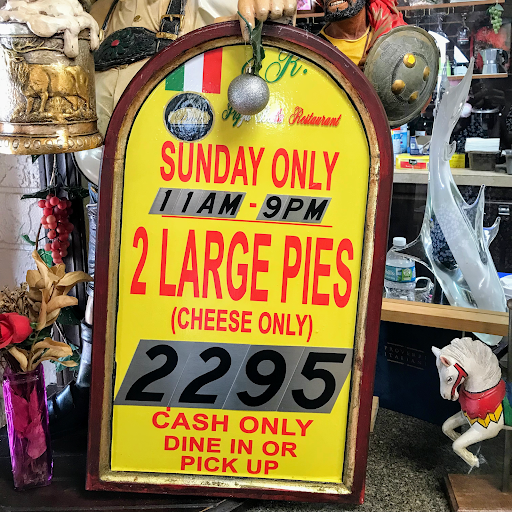 Restaurant
SUNDAY ONLY
11AM - 9PM
2 LARGE PIES
(CHEESE ONLY)
2295
CASH ONLY
DINE IN OR
PICK UP